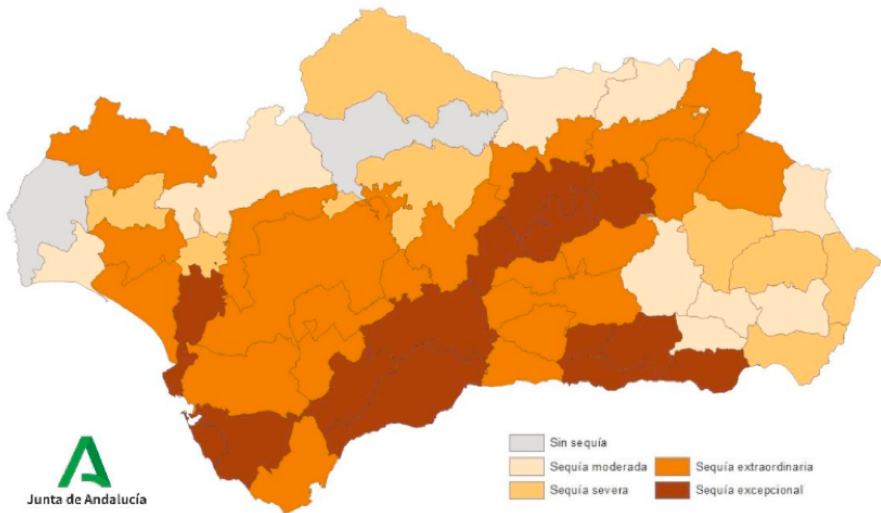 Sin sequía
Sequía moderada
Sequía extraordinaria
Sequía severa
Sequía excepcional
Junta de Andalucía